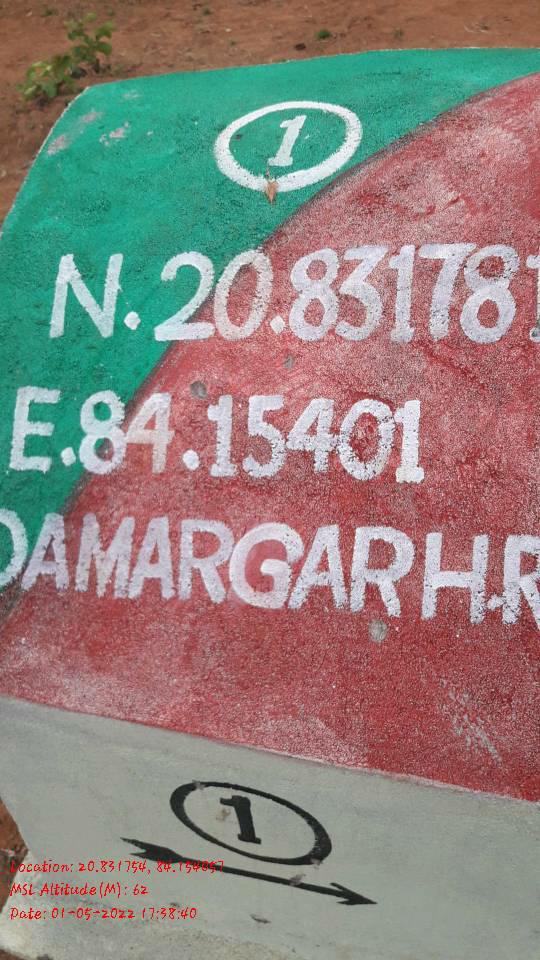 1
N. 20.831781
E. 84.15401
DAMARGARH.R
1
Location: 20.831754, 84.154057
MSL Altitude(M): 62
Date: 01-05-2022 17:38:40